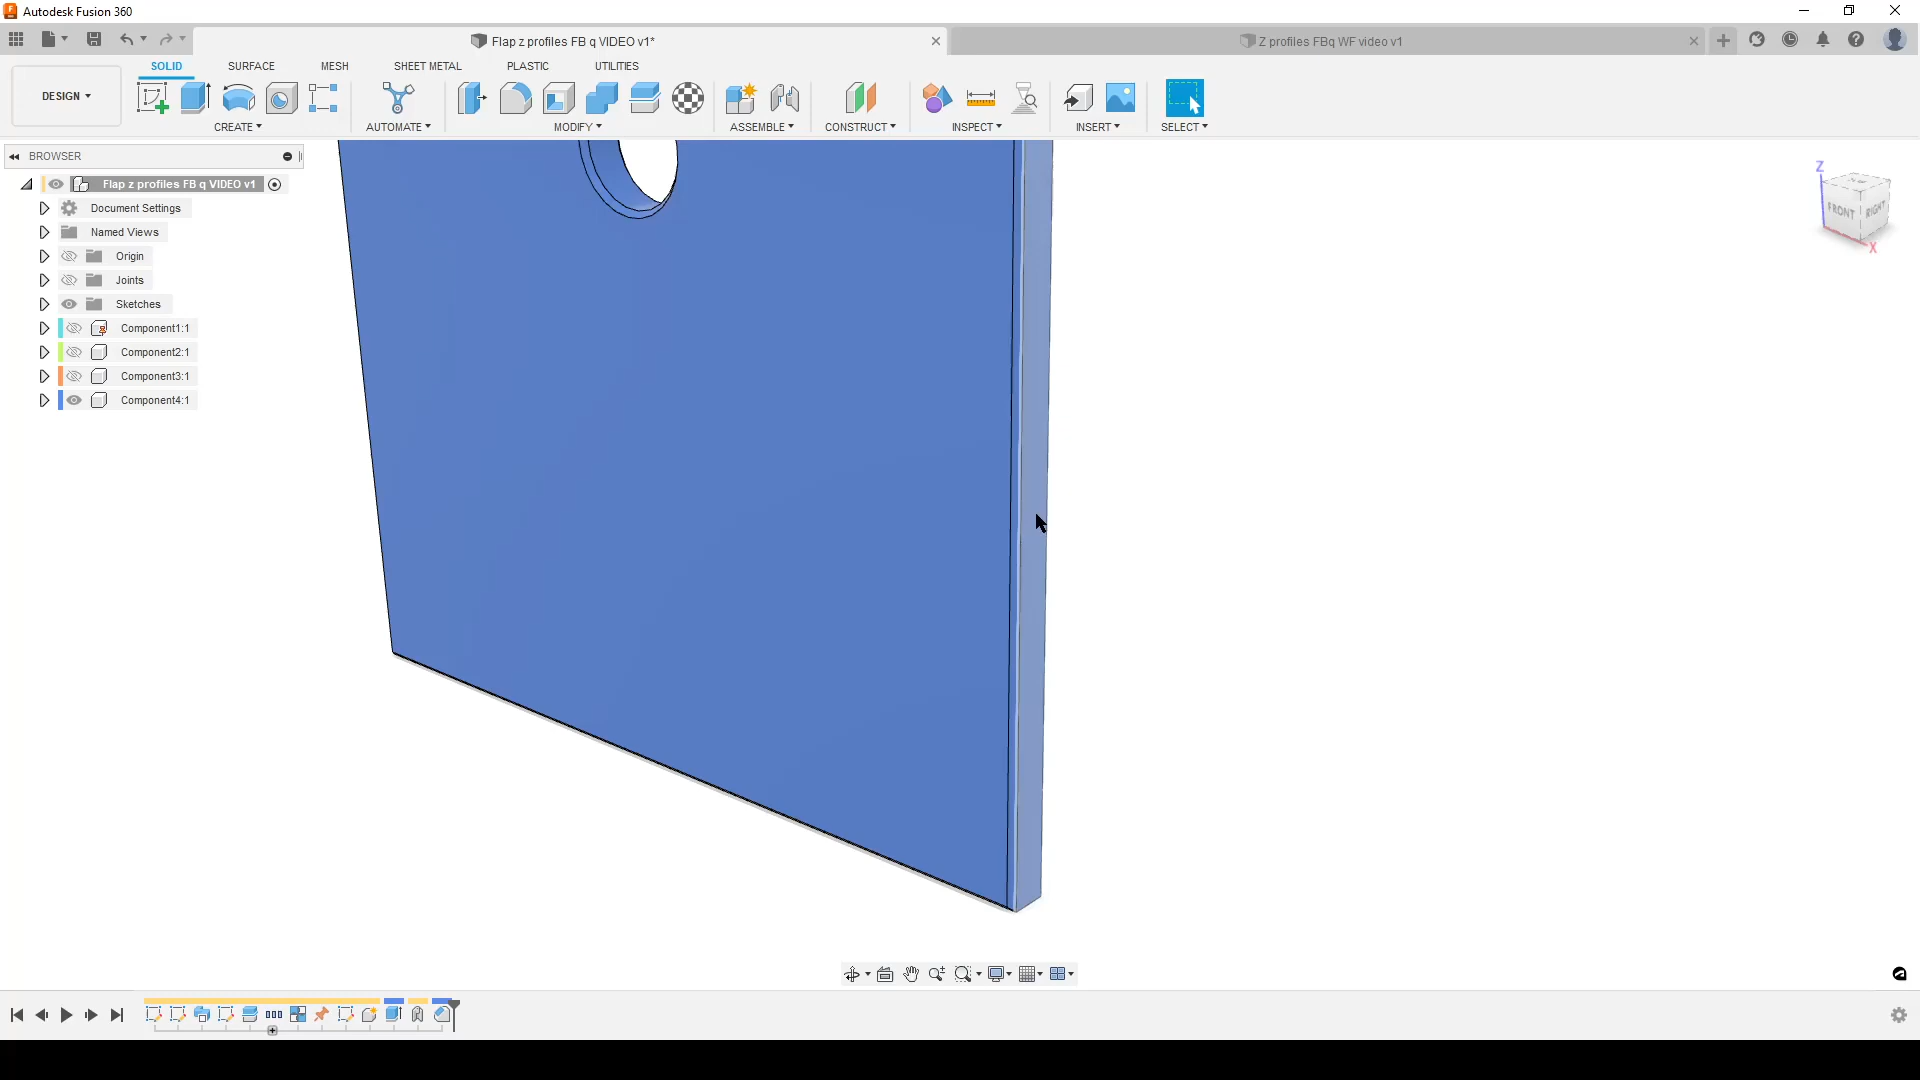 Autodesk Fusion 360
Flap z profiles FB q VIDEO v1*
Z profiles FBq WF video v1
SOLID SURFACE MESH SHEET METAL PLASTIC UTILITIES
DESIGN
CREATE AUTOMATE MODIFY ASSEMBLE CONSTRUCT INSPECT INSERT SELECT
BROWSER
Flap z profiles FB q VIDEO v1
Document Settings
Named Views
Origin
Joints
Sketches
Component1:1
Component2:1
Component3:1
Component4:1
Z
FRONT RIGHT
X